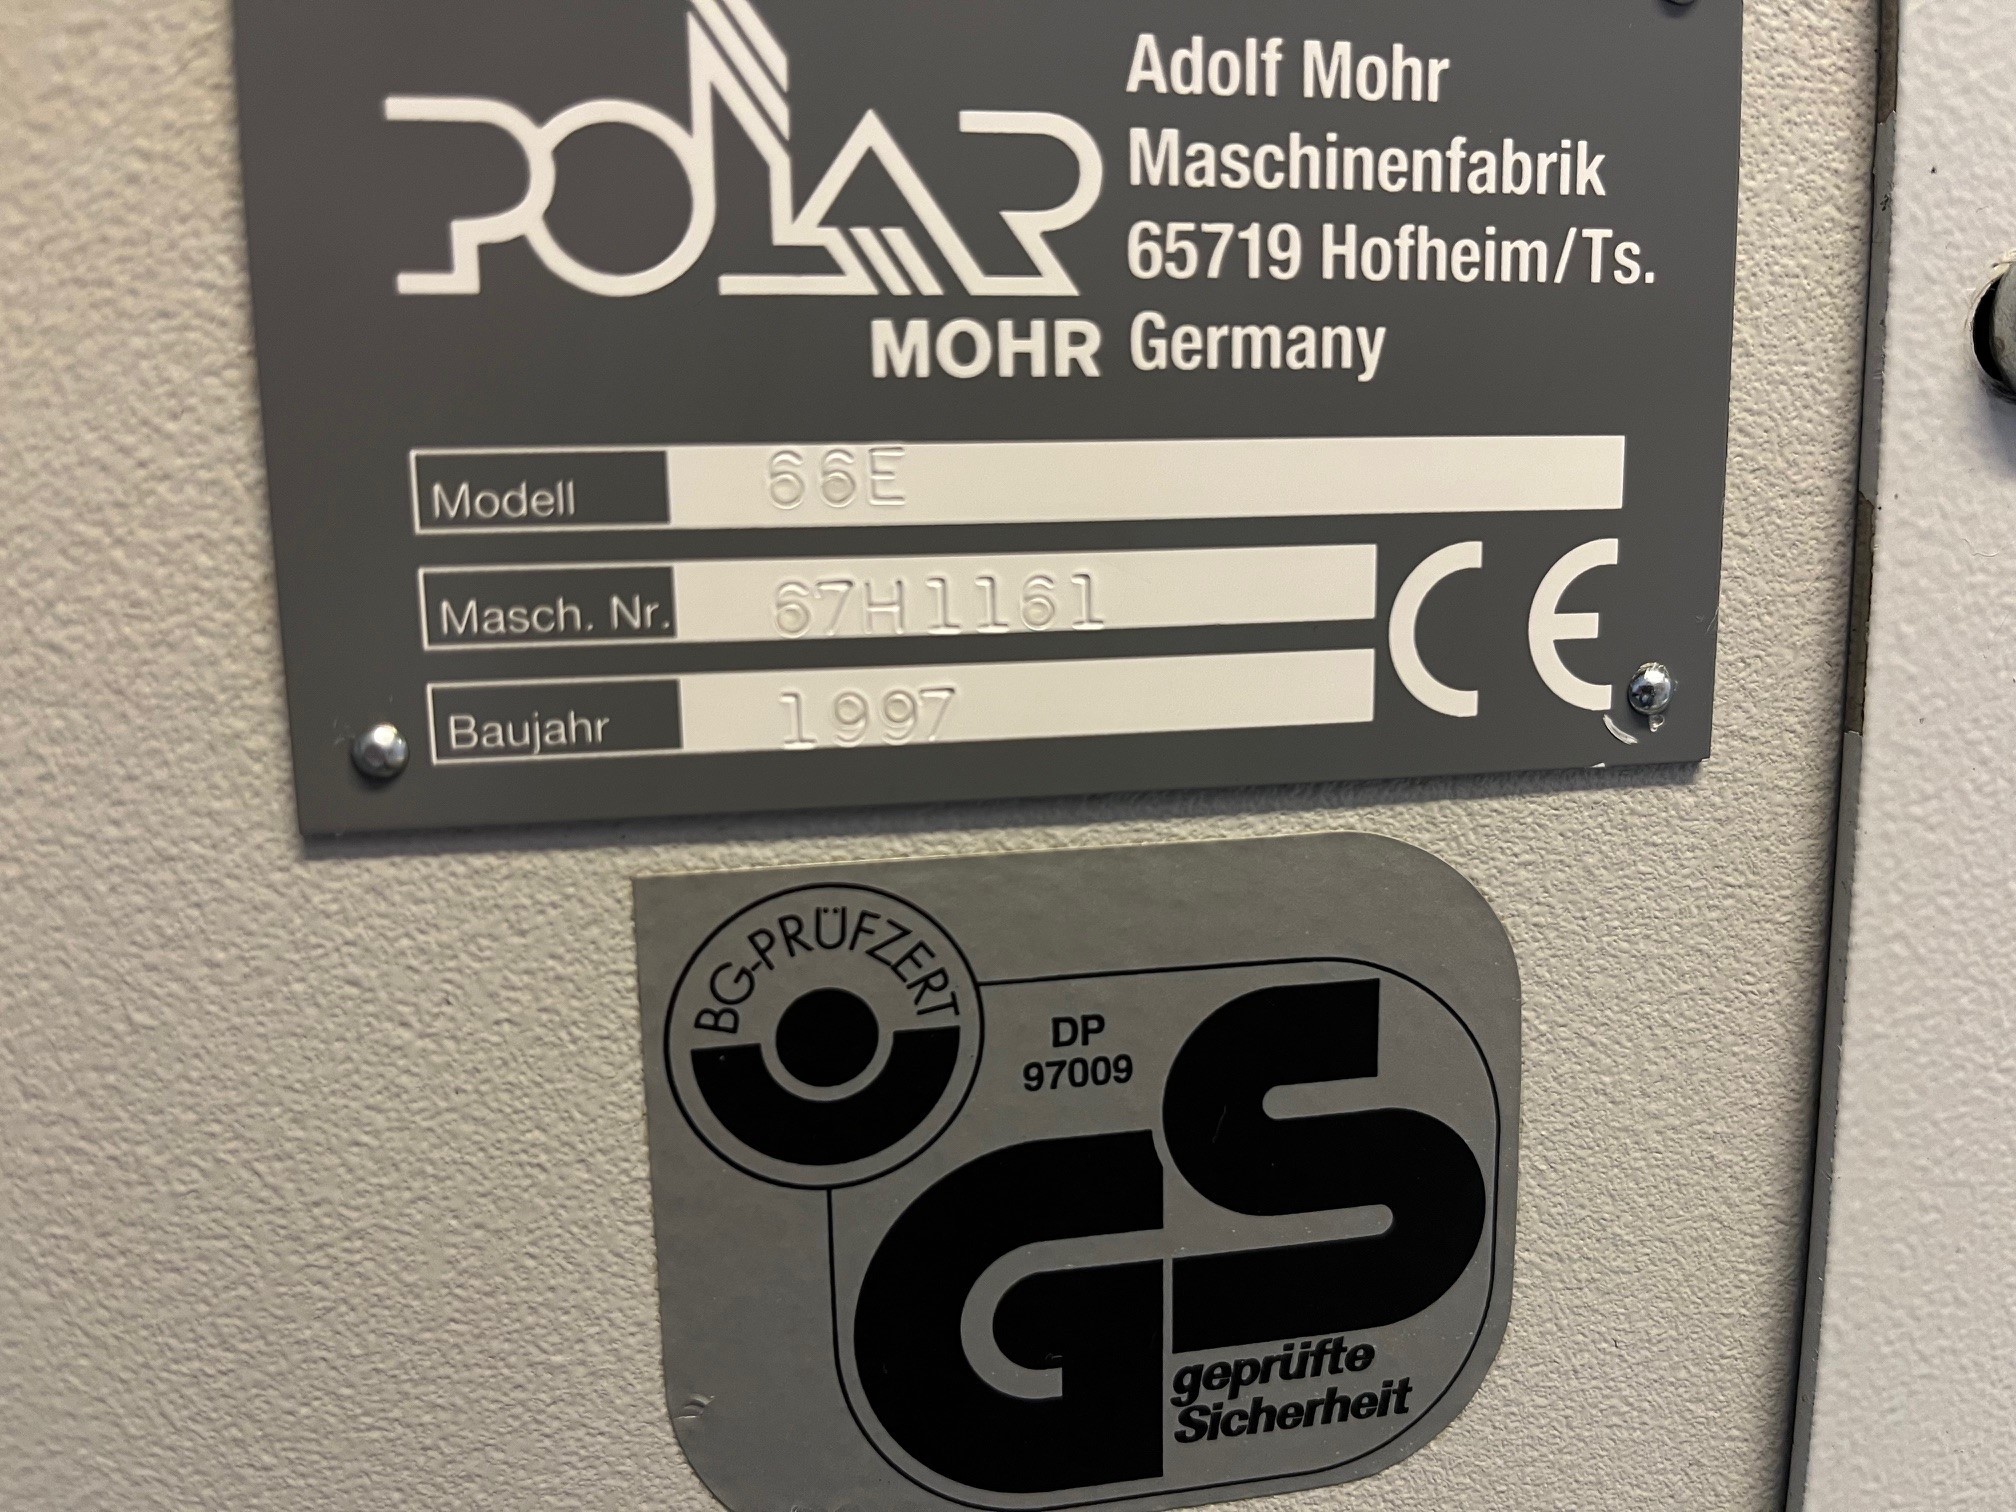 POLAR
MOHR
Adolf Mohr
Maschinenfabrik
65719 Hofheim/Ts.
Germany
Modell 66E
Masch. Nr. 67H1161
Baujahr 1997
CE
BG-PRÜFZERT
DP
97009
GS
geprüfte
Sicherheit